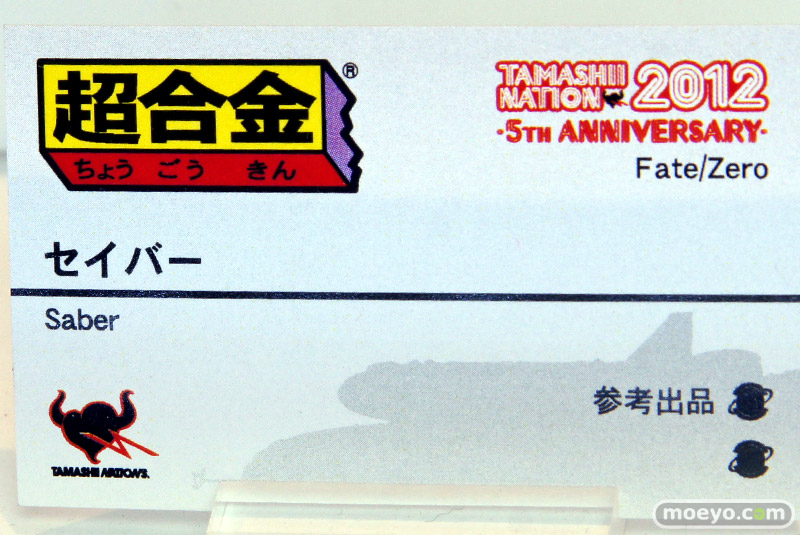 超合金®
ちょう ごう きん
TAMASHII
NATION 2012
·5TH ANNIVERSARY·
Fate/Zero
セイバー
Saber
参考出品
TAMASHII NATIONS.
moeyo.com